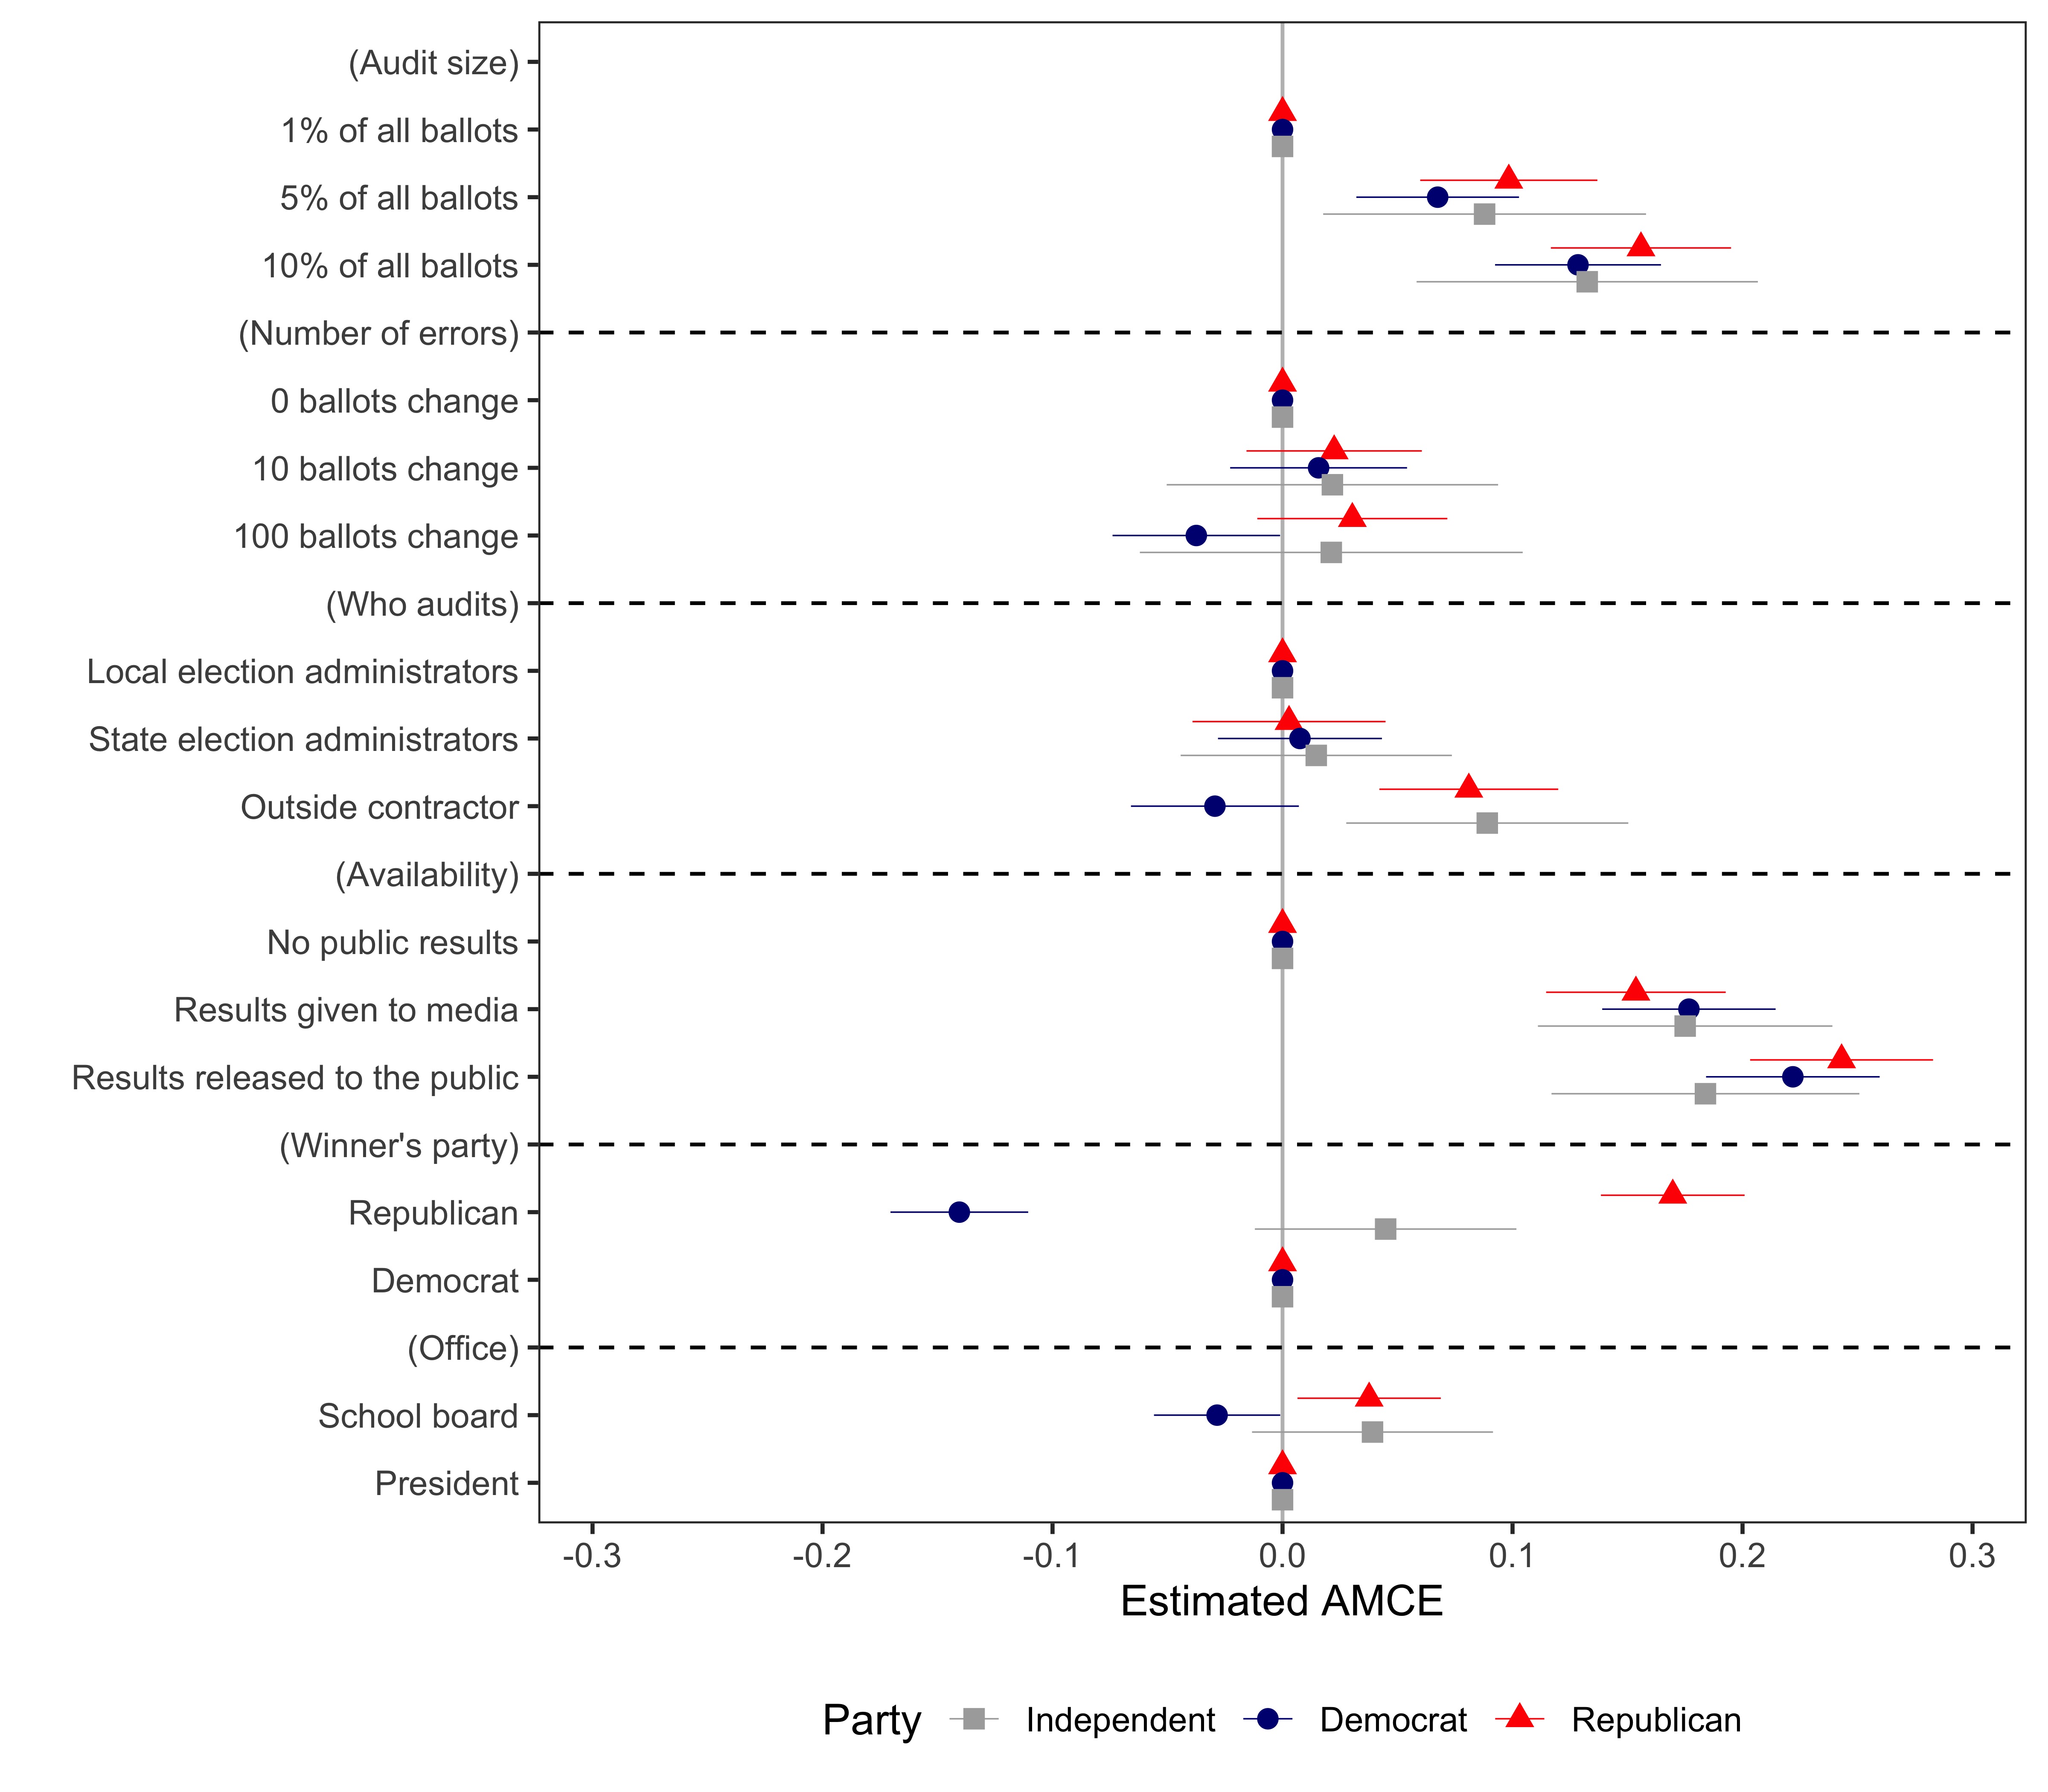 (Audit size)
1% of all ballots
5% of all ballots
10% of all ballots
(Number of errors)
0 ballots change
10 ballots change
100 ballots change
(Who audits)
Local election administrators
State election administrators
Outside contractor
(Availability)
No public results
Results given to media
Results released to the public
(Winner's party)
Republican
Democrat
(Office)
School board
President
-0.3 -0.2 -0.1 0.0 0.1 0.2 0.3
Estimated AMCE
Party Independent Democrat Republican